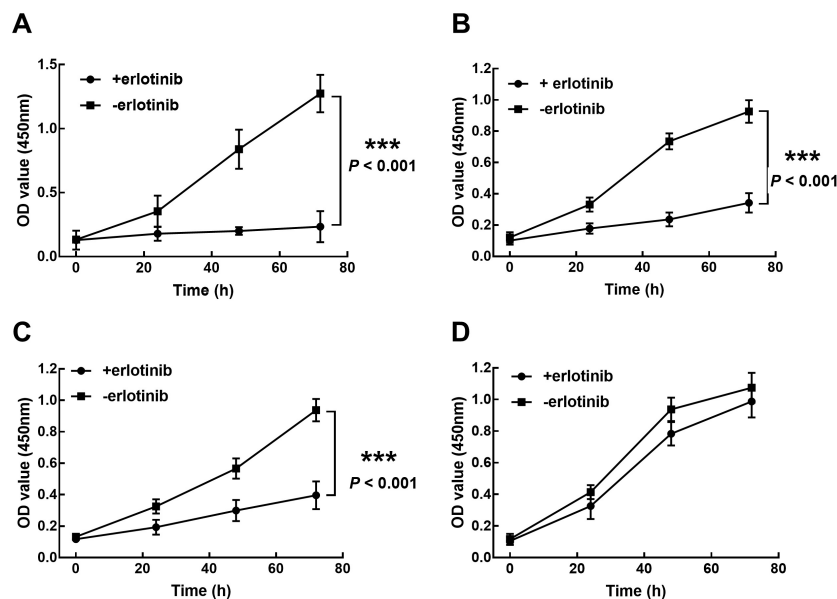 A
OD value (450nm)
1.5
1.0
0.5
0.0
+erlotinib
-erlotinib
***
P < 0.001
0 20 40 60 80
Time (h)
B
OD value (450nm)
1.2
1.0
0.8
0.6
0.4
0.2
0.0
+ erlotinib
-erlotinib
***
P < 0.001
0 20 40 60 80
Time (h)
C
OD value (450nm)
1.2
1.0
0.8
0.6
0.4
0.2
0.0
+erlotinib
-erlotinib
***
P < 0.001
0 20 40 60 80
Time (h)
D
OD value (450nm)
1.2
1.0
0.8
0.6
0.4
0.2
0.0
+erlotinib
-erlotinib
0 20 40 60 80
Time (h)